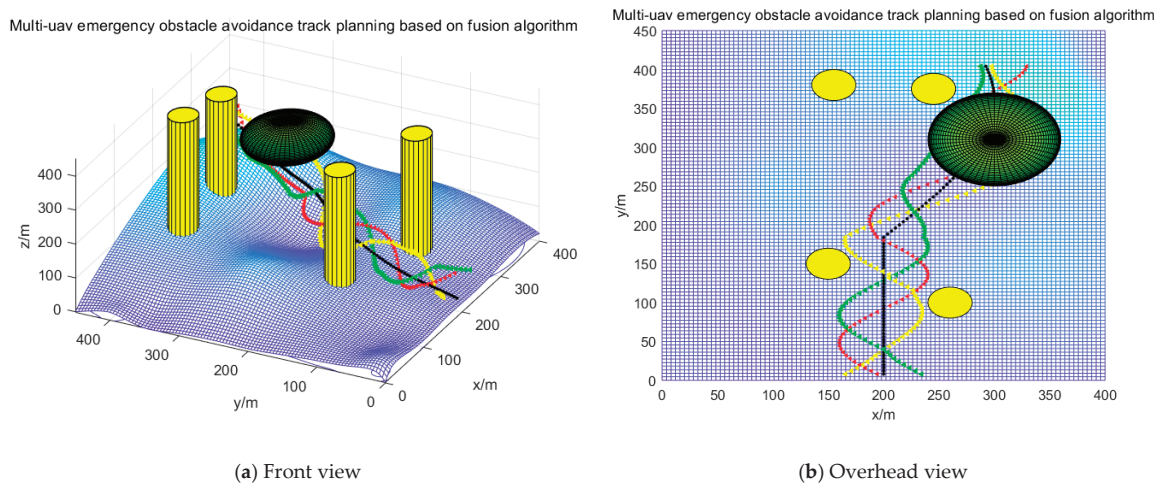 Multi-uav emergency obstacle avoidance track planning based on fusion algorithm
400
300
200
100
0
z/m
400
300
200
100
0
y/m
0
100
200
300
400
x/m
(a) Front view
Multi-uav emergency obstacle avoidance track planning based on fusion algorithm
450
400
350
300
250
200
150
100
50
0
y/m
0 50 100 150 200 250 300 350 400
x/m
(b) Overhead view